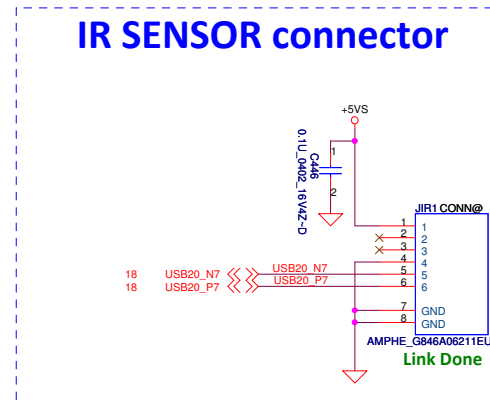 IR SENSOR connector
+5VS
C446
0.1U_0402_16V4Z~D
1
2
JIR1 CONN@
1 1
2 2
3 3
4 4
18 USB20_N7 USB20_N7 5 5
18 USB20_P7 USB20_P7 6 6
7 GND
8 GND
AMPHE_G846A06211EU
Link Done